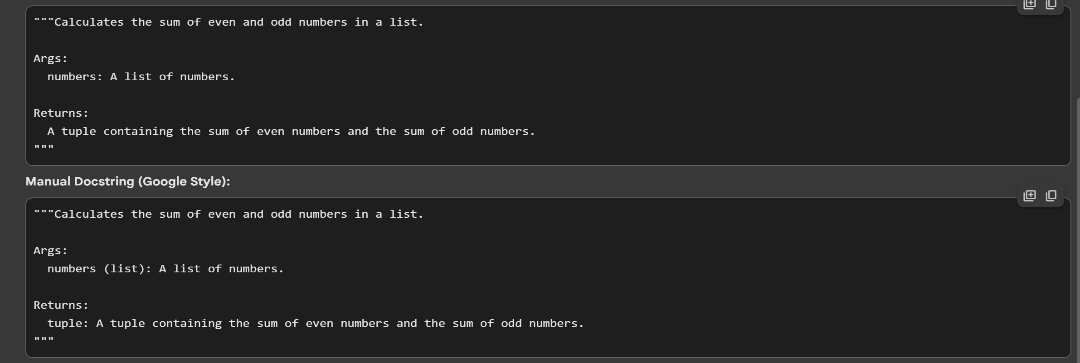 """Calculates the sum of even and odd numbers in a list.
Args:
numbers: A list of numbers.
Returns:
A tuple containing the sum of even numbers and the sum of odd numbers.
"""
Manual Docstring (Google Style):
"""Calculates the sum of even and odd numbers in a list.
Args:
numbers (list): A list of numbers.
Returns:
tuple: A tuple containing the sum of even numbers and the sum of odd numbers.
"""